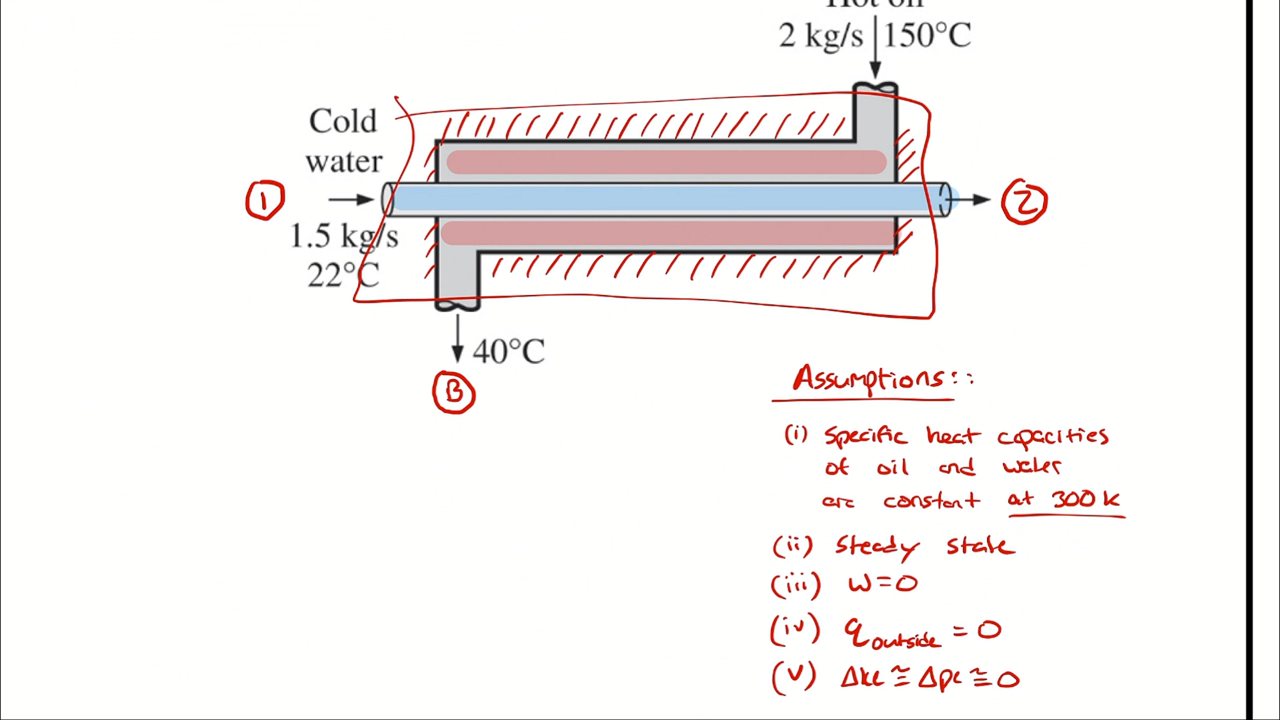 Hot oil
2 kg/s 150°C
Cold
water
1
2
1.5 kg/s
22°C
40°C
B
Assumptions::
(i) Specific heat capacities
of oil and water
are constant at 300 K
(ii) Steady state
(iii) w=0
(iv) q outside = 0
(v) Δke ≅ Δpe ≅ 0